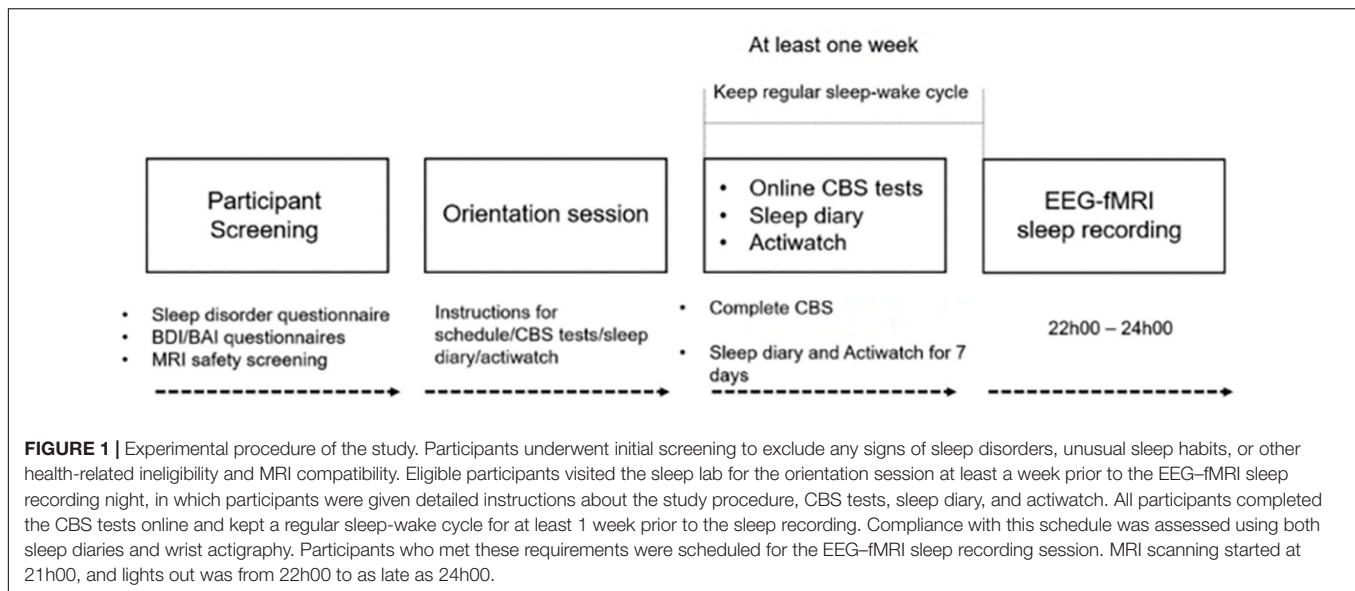 At least one week
Keep regular sleep-wake cycle
Participant
Screening
Orientation session
• Online CBS tests
• Sleep diary
• Actiwatch
EEG-fMRI
sleep recording
• Sleep disorder questionnaire
• BDI/BAI questionnaires
• MRI safety screening
Instructions for
schedule/CBS tests/sleep
diary/actiwatch
• Complete CBS
• Sleep diary and Actiwatch for 7
days
22h00 – 24h00
FIGURE 1 | Experimental procedure of the study. Participants underwent initial screening to exclude any signs of sleep disorders, unusual sleep habits, or other
health-related ineligibility and MRI compatibility. Eligible participants visited the sleep lab for the orientation session at least a week prior to the EEG–fMRI sleep
recording night, in which participants were given detailed instructions about the study procedure, CBS tests, sleep diary, and actiwatch. All participants completed
the CBS tests online and kept a regular sleep-wake cycle for at least 1 week prior to the sleep recording. Compliance with this schedule was assessed using both
sleep diaries and wrist actigraphy. Participants who met these requirements were scheduled for the EEG–fMRI sleep recording session. MRI scanning started at
21h00, and lights out was from 22h00 to as late as 24h00.